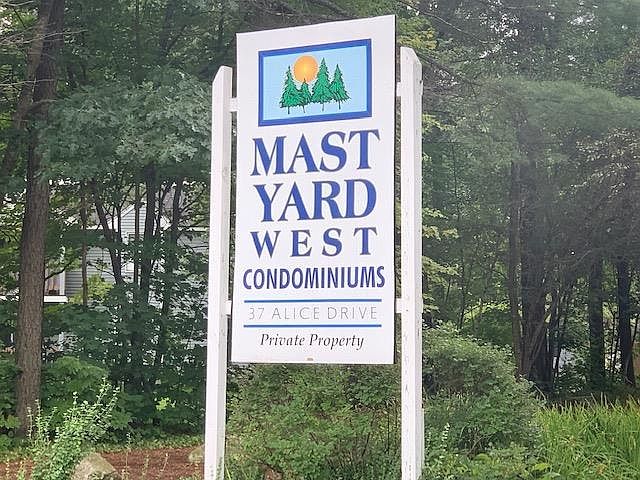 MAST
YARD
WEST
CONDOMINIUMS
37 ALICE DRIVE
Private Property